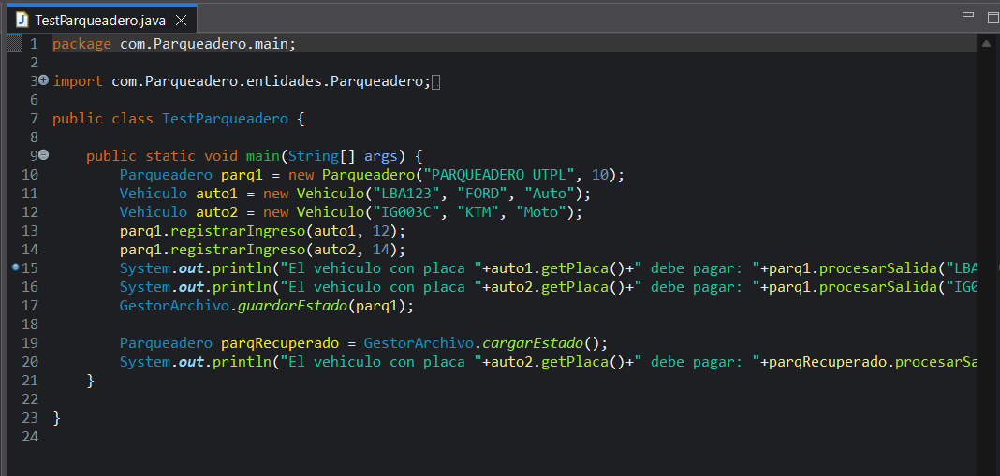 TestParqueadero.java
1 package com.Parqueadero.main;
2
3 import com.Parqueadero.entidades.Parqueadero;
6
7 public class TestParqueadero {
8
9     public static void main(String[] args) {
10         Parqueadero parq1 = new Parqueadero("PARQUEADERO UTPL", 10);
11         Vehiculo auto1 = new Vehiculo("LBA123", "FORD", "Auto");
12         Vehiculo auto2 = new Vehiculo("IG003C", "KTM", "Moto");
13         parq1.registrarIngreso(auto1, 12);
14         parq1.registrarIngreso(auto2, 14);
15         System.out.println("El vehiculo con placa "+auto1.getPlaca()+" debe pagar: "+parq1.procesarSalida("LBA
16         System.out.println("El vehiculo con placa "+auto2.getPlaca()+" debe pagar: "+parq1.procesarSalida("IG0
17         GestorArchivo.guardarEstado(parq1);
18
19         Parqueadero parqRecuperado = GestorArchivo.cargarEstado();
20         System.out.println("El vehiculo con placa "+auto2.getPlaca()+" debe pagar: "+parqRecuperado.procesarSa
21     }
22
23 }
24